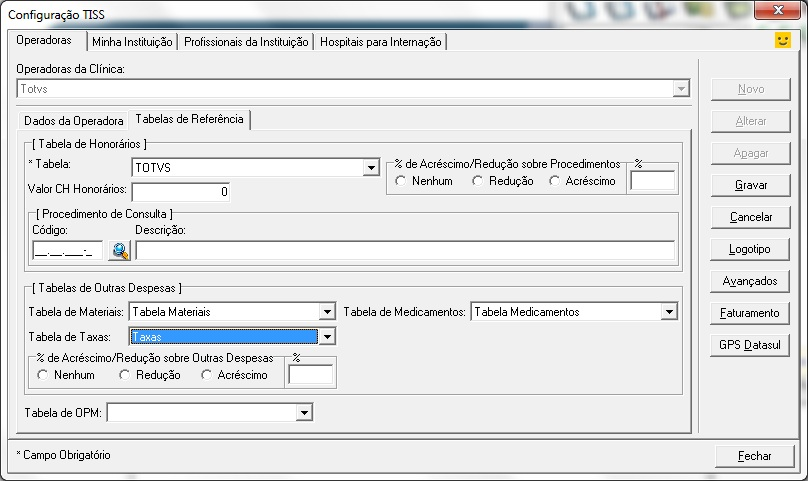 Configuração TISS
Operadoras Minha Instituição Profissionais da Instituição Hospitais para Internação
Operadoras da Clínica:
Totvs
Novo
Alterar
Apagar
Gravar
Cancelar
Logotipo
Avançados
Faturamento
GPS Datasul
Dados da Operadora Tabelas de Referência
[ Tabela de Honorários ]
* Tabela: TOTVS
% de Acréscimo/Redução sobre Procedimentos %
Nenhum Redução Acréscimo
Valor CH Honorários: 0
[ Procedimento de Consulta ]
Código: Descrição:
__.__.___-_
[ Tabelas de Outras Despesas ]
Tabela de Materiais: Tabela Materiais Tabela de Medicamentos: Tabela Medicamentos
Tabela de Taxas: Taxas
% de Acréscimo/Redução sobre Outras Despesas %
Nenhum Redução Acréscimo
Tabela de OPM:
* Campo Obrigatório
Fechar